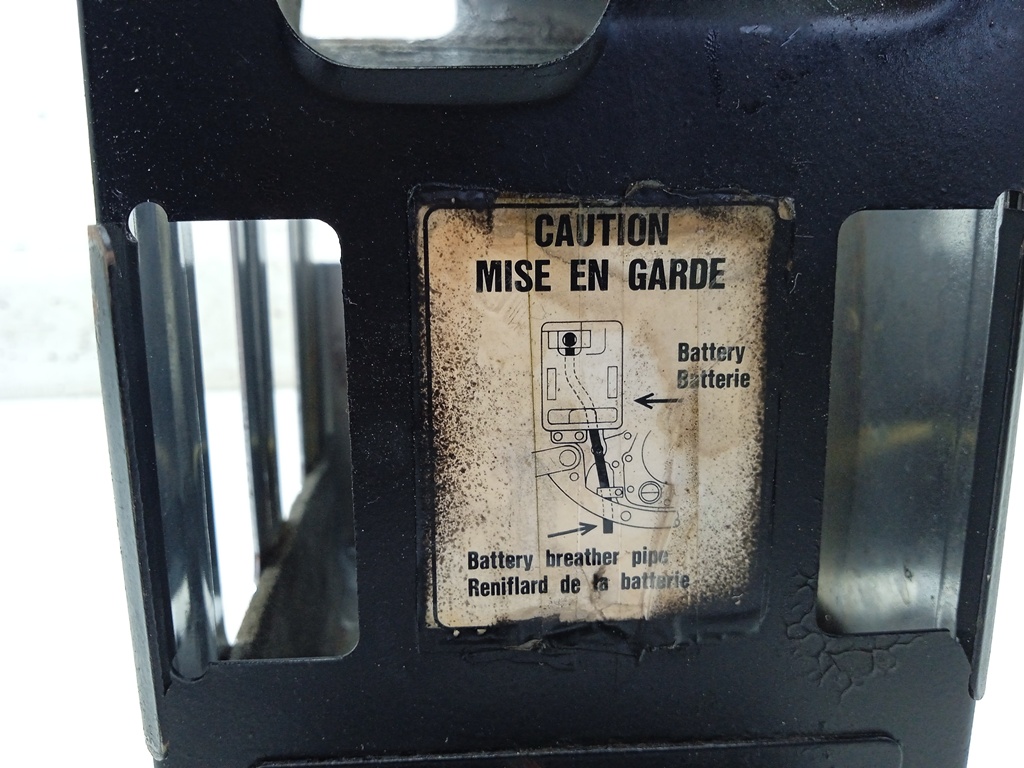 CAUTION
MISE EN GARDE
Battery
Batterie
Battery breather pipe
Reniflard de la batterie